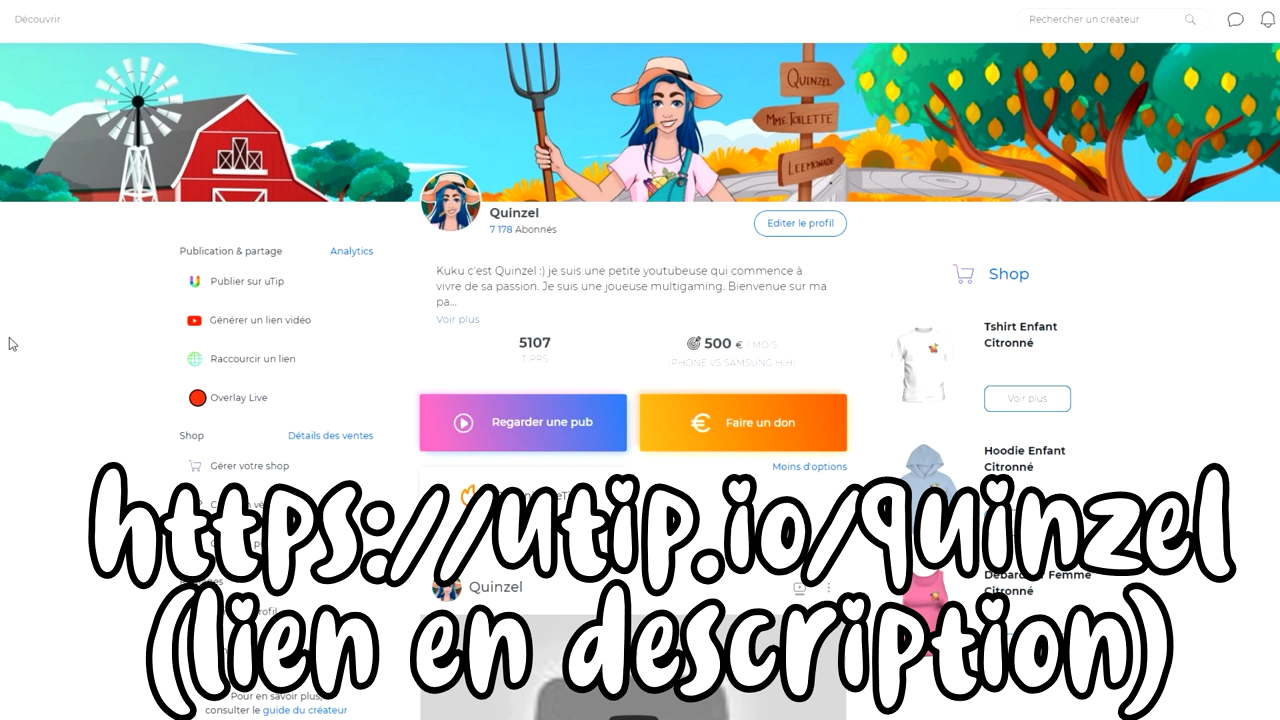 Découvrir
Rechercher un créateur
QUINZEL
MME TOILETTE
LEEMONADE
Quinzel
7 178 Abonnés
Editer le profil
Publication & partage
Analytics
Publier sur uTip
Générer un lien vidéo
Raccourcir un lien
Overlay Live
Shop
Détails des ventes
Gérer votre shop
Kuku c'est Quinzel :) je suis une petite youtubeuse qui commence à
vivre de sa passion. Je suis une joueuse multigaming. Bienvenue sur ma
pa...
Voir plus
5107
TIPRS
500 € / MOIS
IPHONE VS SAMSUNG HIHI
Regarder une pub
Faire un don
Moins d'options
Shop
Tshirt Enfant
Citronné
Voir plus
Hoodie Enfant
Citronné
Femme
Citronné
https://utip.io/quinzel
(lien en description)
Quinzel
Pour en savoir plus,
consulter le guide du créateur